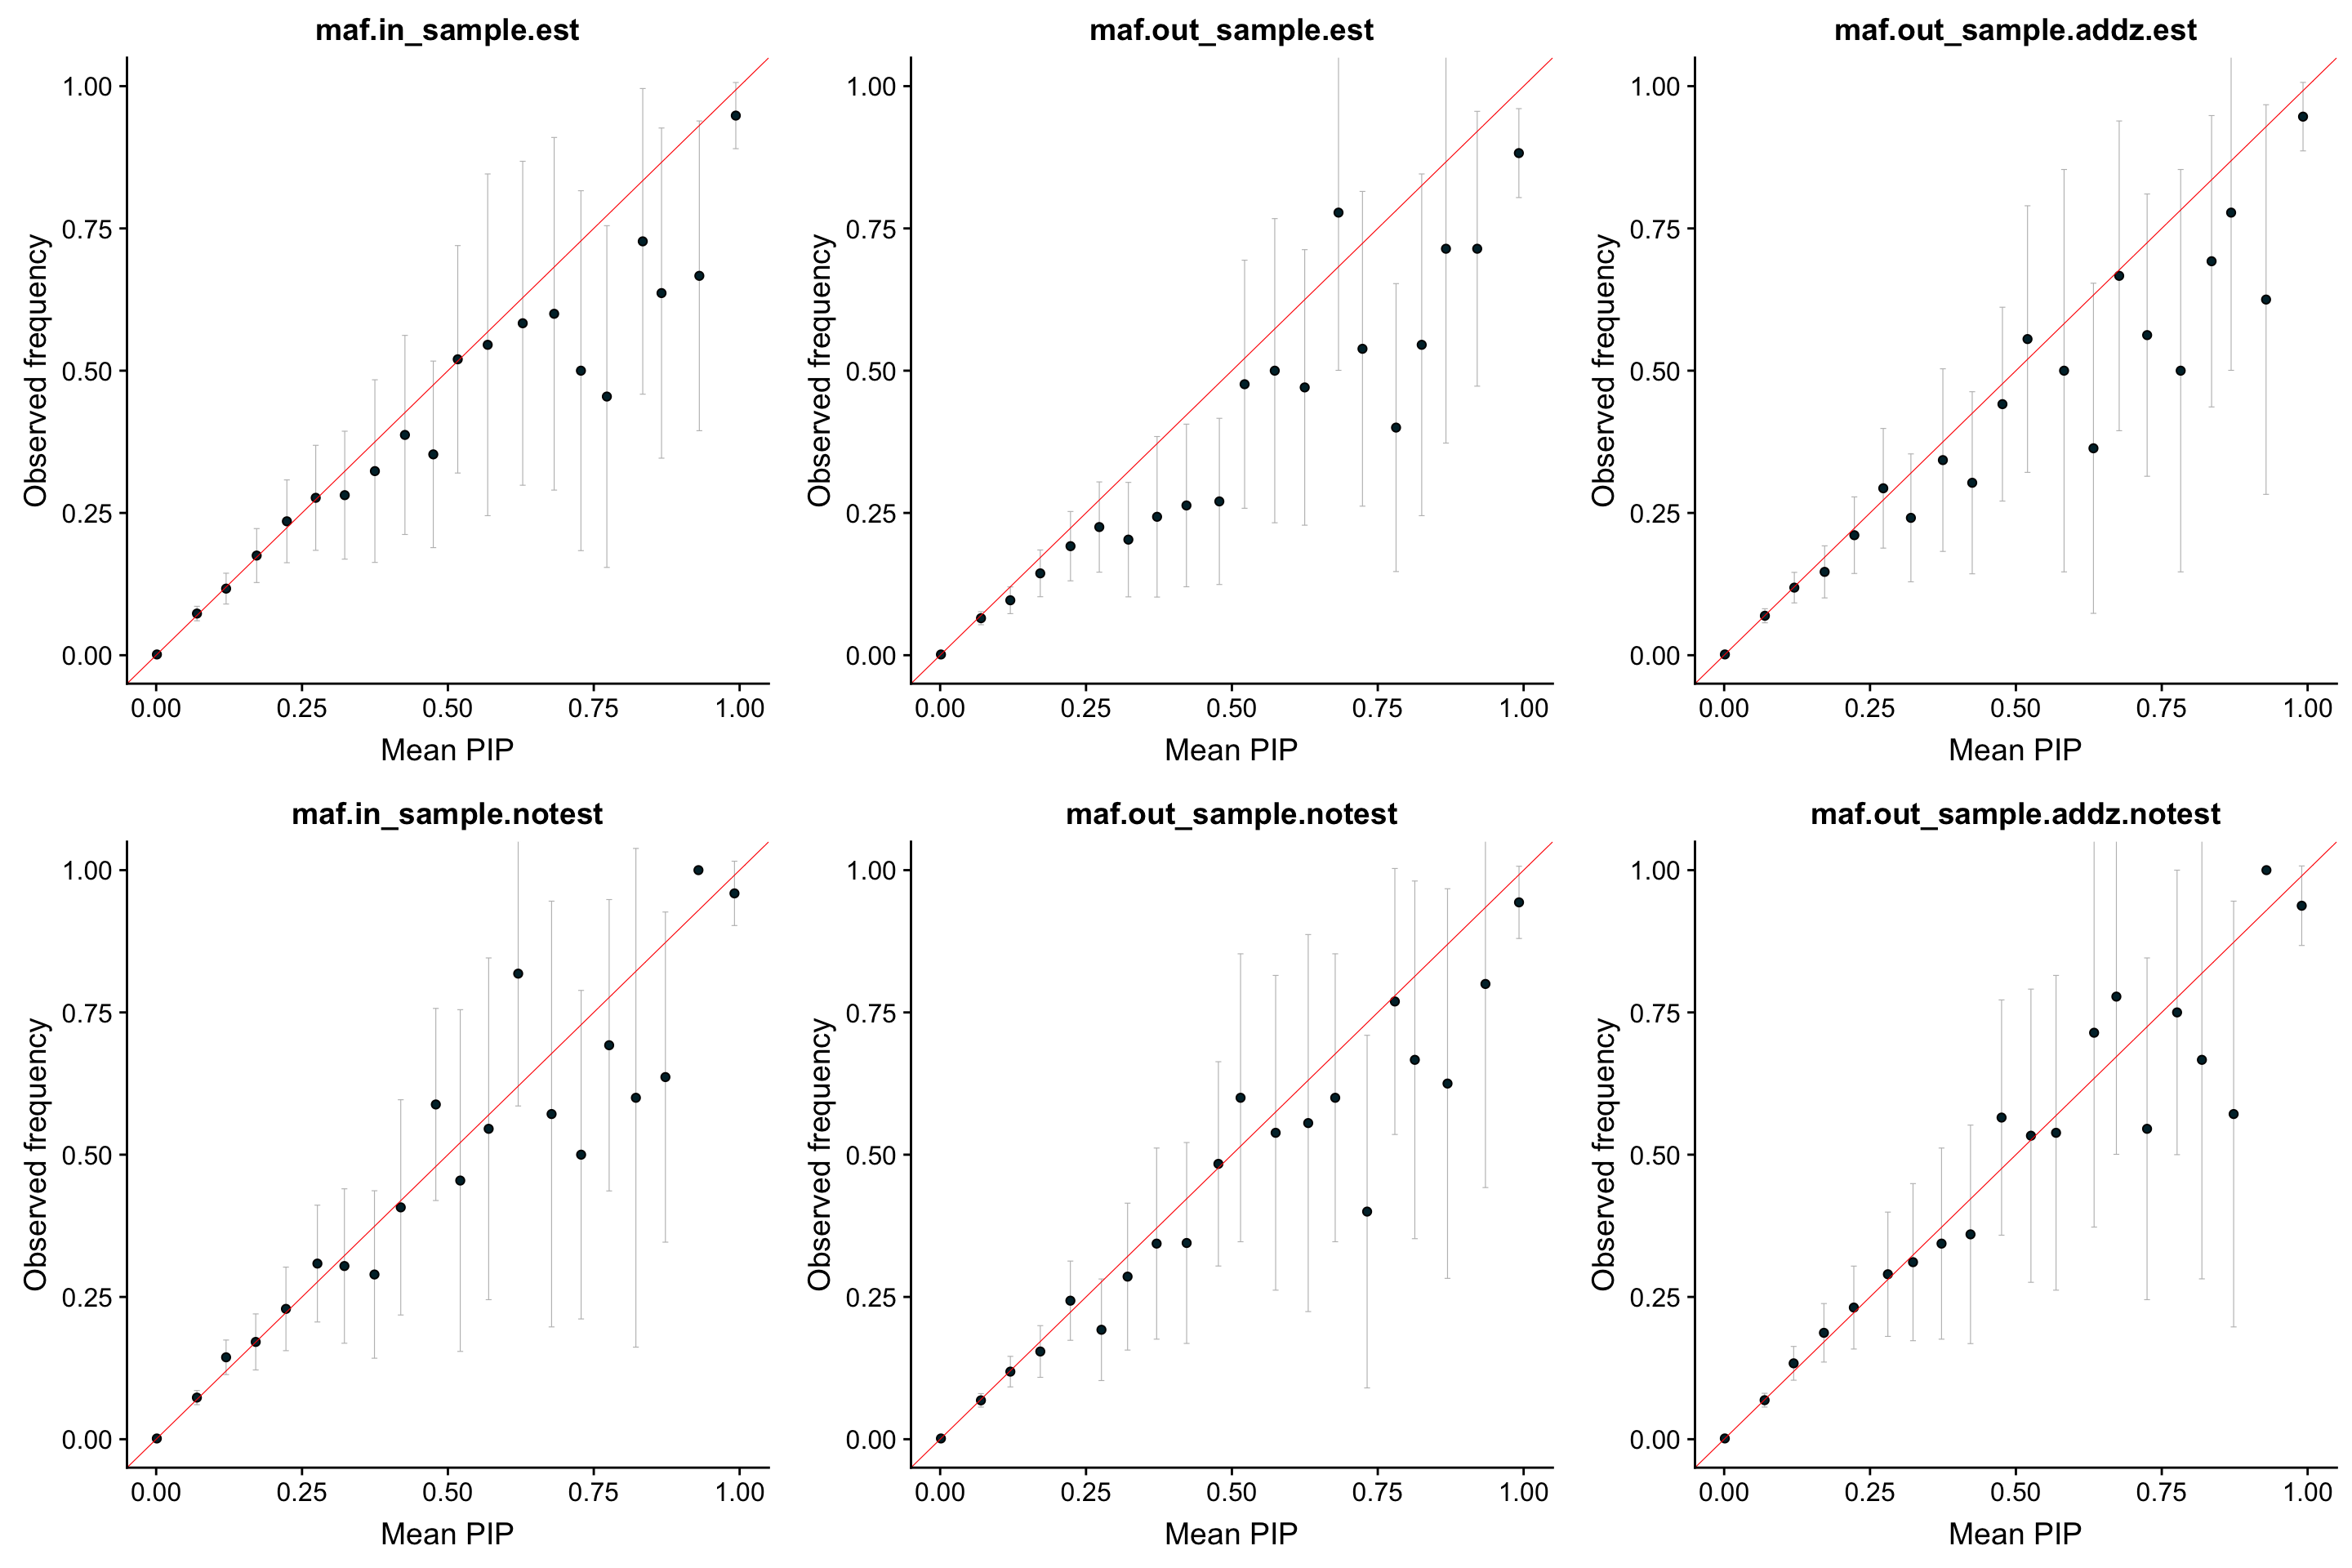 maf.in_sample.est
maf.out_sample.est
maf.out_sample.addz.est
1.00
0.75
0.50
0.25
0.00
Observed frequency
0.00 0.25 0.50 0.75 1.00
Mean PIP
1.00
0.75
0.50
0.25
0.00
Observed frequency
0.00 0.25 0.50 0.75 1.00
Mean PIP
1.00
0.75
0.50
0.25
0.00
Observed frequency
0.00 0.25 0.50 0.75 1.00
Mean PIP
maf.in_sample.notest
maf.out_sample.notest
maf.out_sample.addz.notest
1.00
0.75
0.50
0.25
0.00
Observed frequency
0.00 0.25 0.50 0.75 1.00
Mean PIP
1.00
0.75
0.50
0.25
0.00
Observed frequency
0.00 0.25 0.50 0.75 1.00
Mean PIP
1.00
0.75
0.50
0.25
0.00
Observed frequency
0.00 0.25 0.50 0.75 1.00
Mean PIP